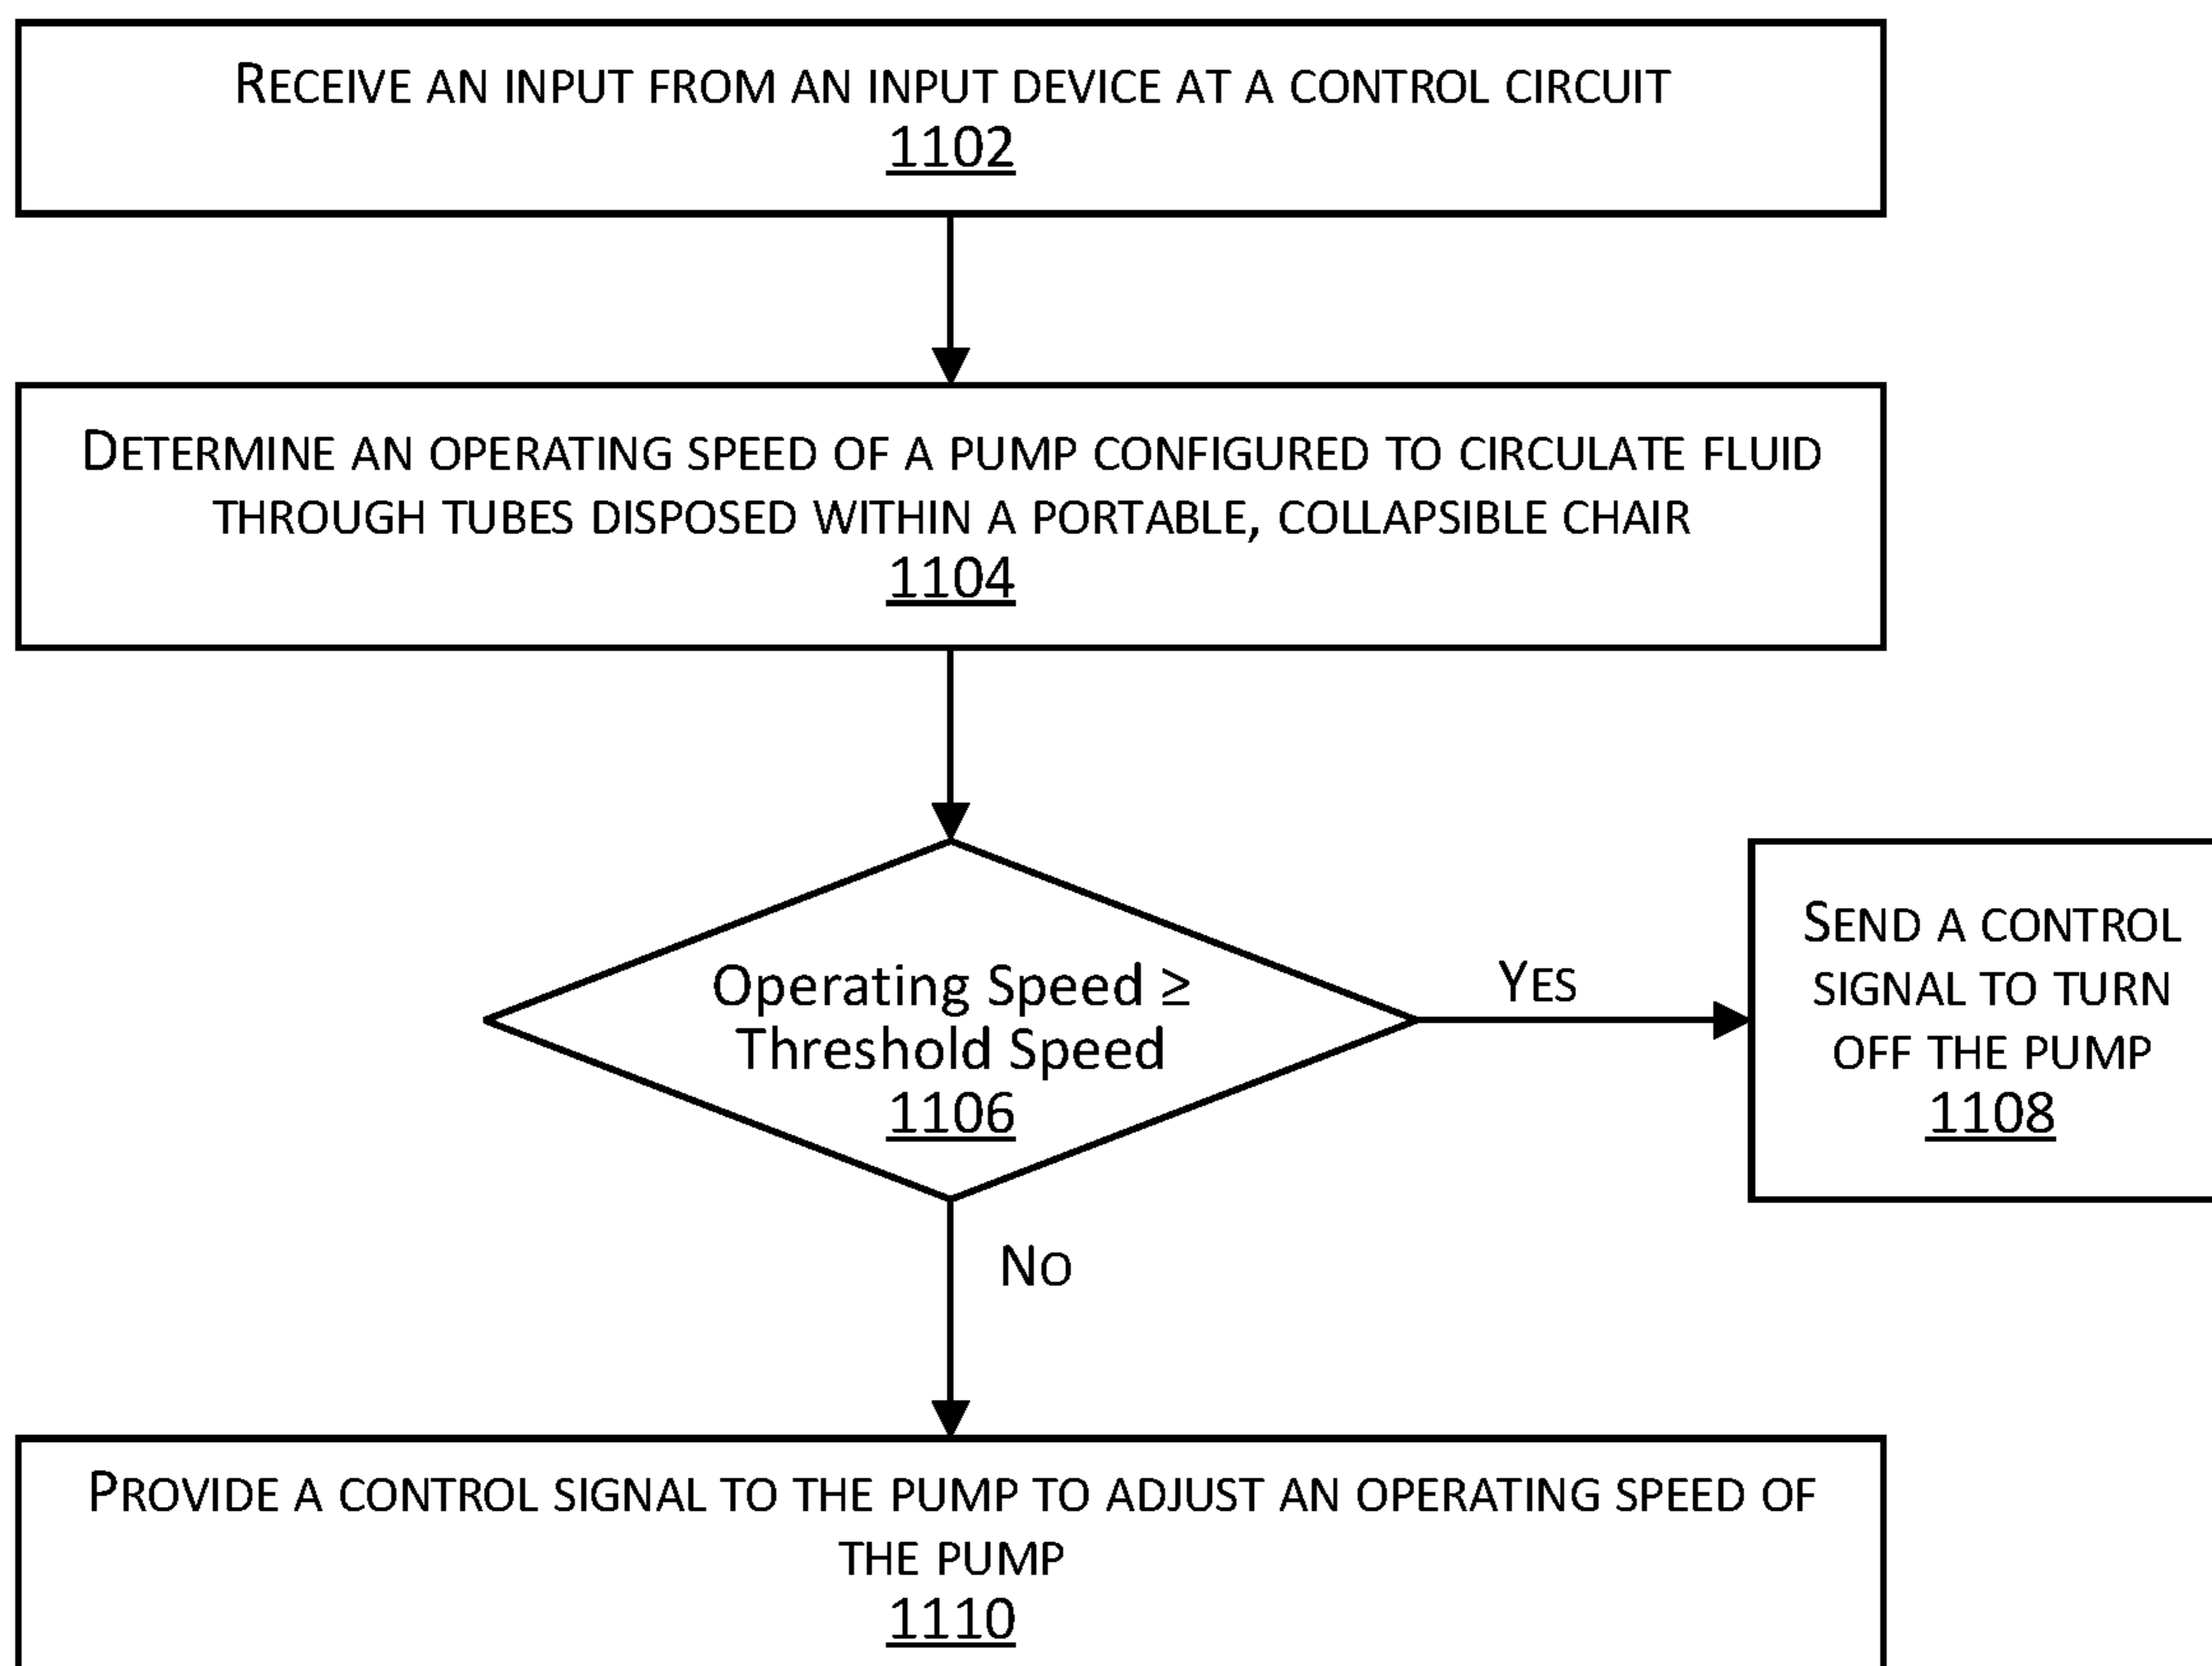 RECEIVE AN INPUT FROM AN INPUT DEVICE AT A CONTROL CIRCUIT
1102
DETERMINE AN OPERATING SPEED OF A PUMP CONFIGURED TO CIRCULATE FLUID
THROUGH TUBES DISPOSED WITHIN A PORTABLE, COLLAPSIBLE CHAIR
1104
Operating Speed ≥
Threshold Speed
1106
YES
SEND A CONTROL
SIGNAL TO TURN
OFF THE PUMP
1108
NO
PROVIDE A CONTROL SIGNAL TO THE PUMP TO ADJUST AN OPERATING SPEED OF
THE PUMP
1110